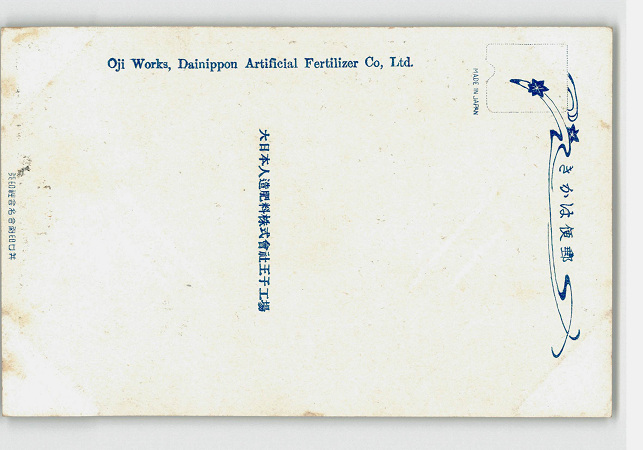 Oji Works, Dainippon Artificial Fertilizer Co, Ltd.
MADE IN JAPAN
きかは便郵
大日本人造肥料株式會社王子工場